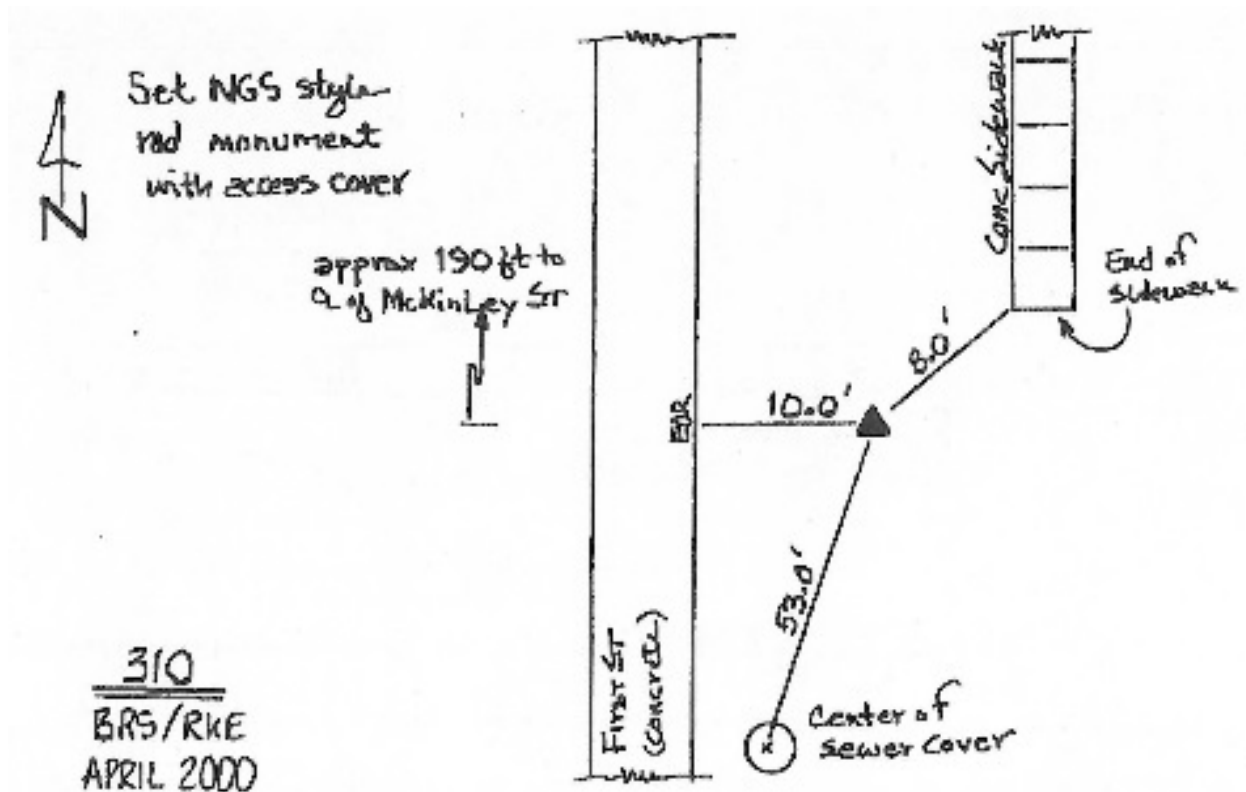 Set NGS style
rod monument
with access cover
N
approx 190 ft to
℄ of McKinley ST
Conc Sidewalk
End of
sidewalk
8.0'
10.0'
EOR
53.0'
First ST
(concrete)
Center of
sewer cover
310
BRS/RKE
APRIL 2000